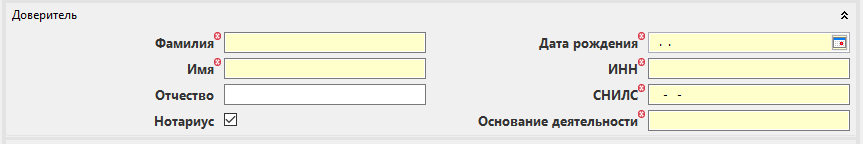 Доверитель
Фамилия
Дата рождения . .
Имя
ИНН
Отчество
СНИЛС - -
Нотариус
Основание деятельности